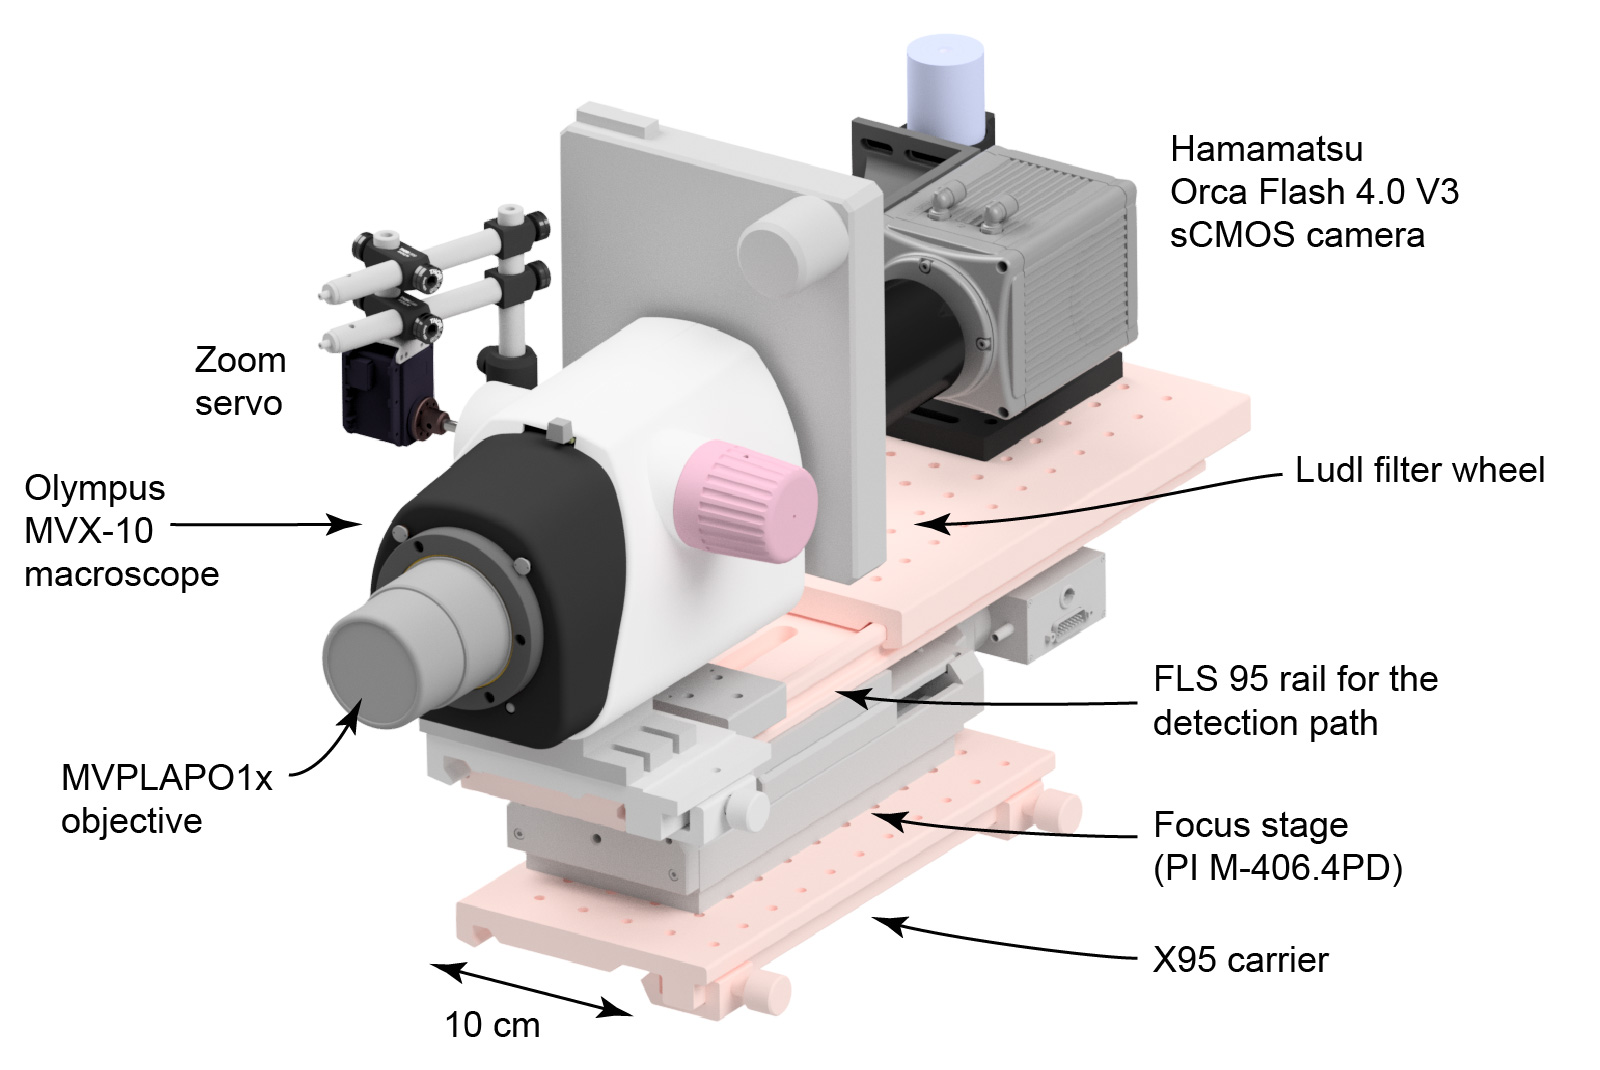 Hamamatsu
Orca Flash 4.0 V3
sCMOS camera
Zoom
servo
Ludl filter wheel
Olympus
MVX-10
macroscope
FLS 95 rail for the
detection path
MVPLAPO1x
objective
Focus stage
(PI M-406.4PD)
X95 carrier
10 cm